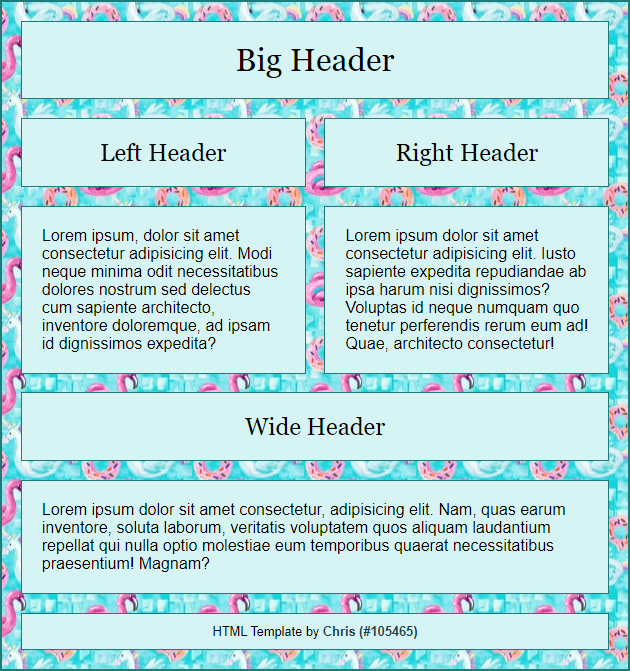 Big Header
Left Header
Right Header
Lorem ipsum, dolor sit amet
consectetur adipisicing elit. Modi
neque minima odit necessitatibus
dolores nostrum sed delectus
cum sapiente architecto,
inventore doloremque, ad ipsam
id dignissimos expedita?
Lorem ipsum dolor sit amet
consectetur adipisicing elit. Iusto
sapiente expedita repudiandae ab
ipsa harum nisi dignissimos?
Voluptas id neque numquam quo
tenetur perferendis rerum eum ad!
Quae, architecto consectetur!
Wide Header
Lorem ipsum dolor sit amet consectetur, adipisicing elit. Nam, quas earum
inventore, soluta laborum, veritatis voluptatem quos aliquam laudantium
repellat qui nulla optio molestiae eum temporibus quaerat necessitatibus
praesentium! Magnam?
HTML Template by Chris (#105465)